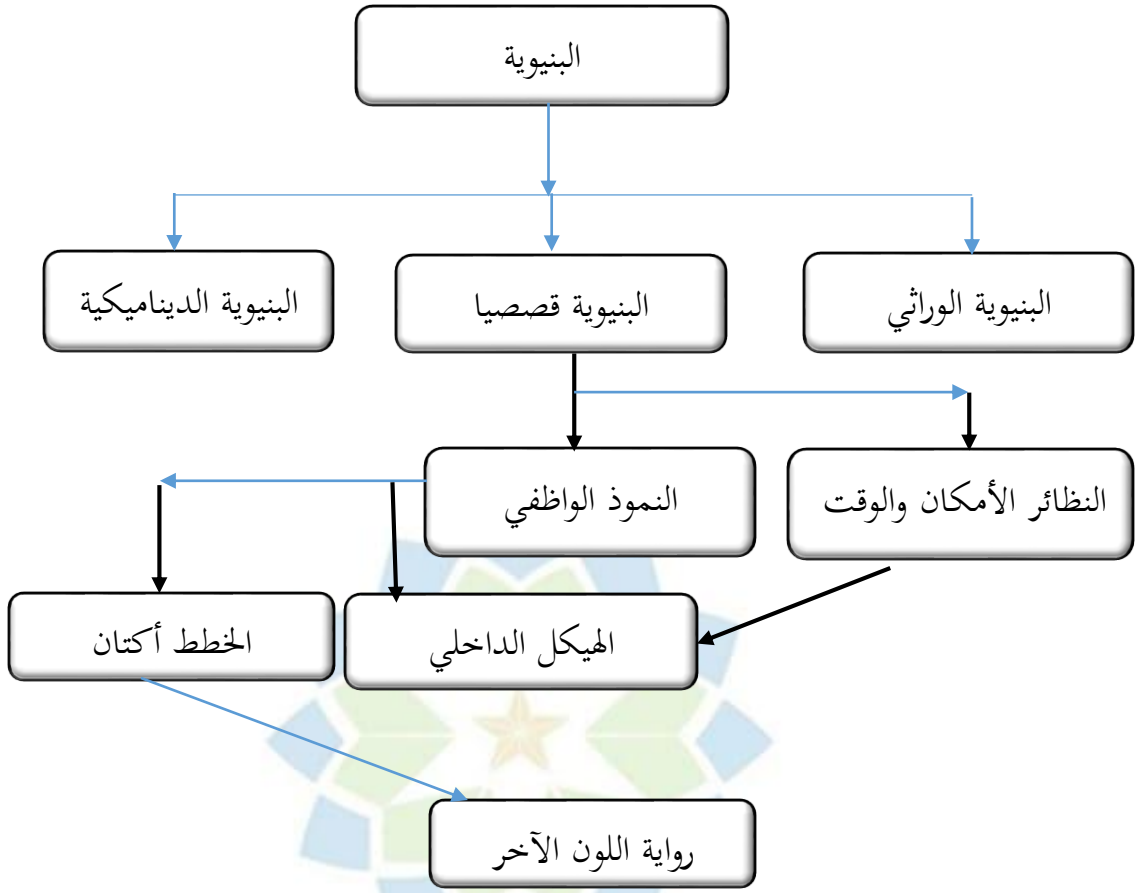 البنيوية
البنيوية الوراثي
البنيوية قصصيا
البنيوية الديناميكية
النظائر الأمكان والوقت
النموذ الواظفي
الهيكل الداخلي
الخطط أكتان
رواية اللون الآخر